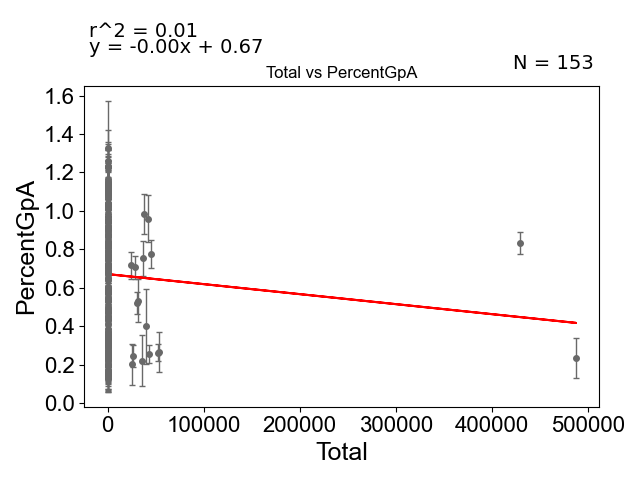 r^2 = 0.01
y = -0.00x + 0.67
N = 153
Total vs PercentGpA
1.6
1.4
1.2
1.0
0.8
0.6
0.4
0.2
0.0
PercentGpA
0 100000 200000 300000 400000 500000
Total